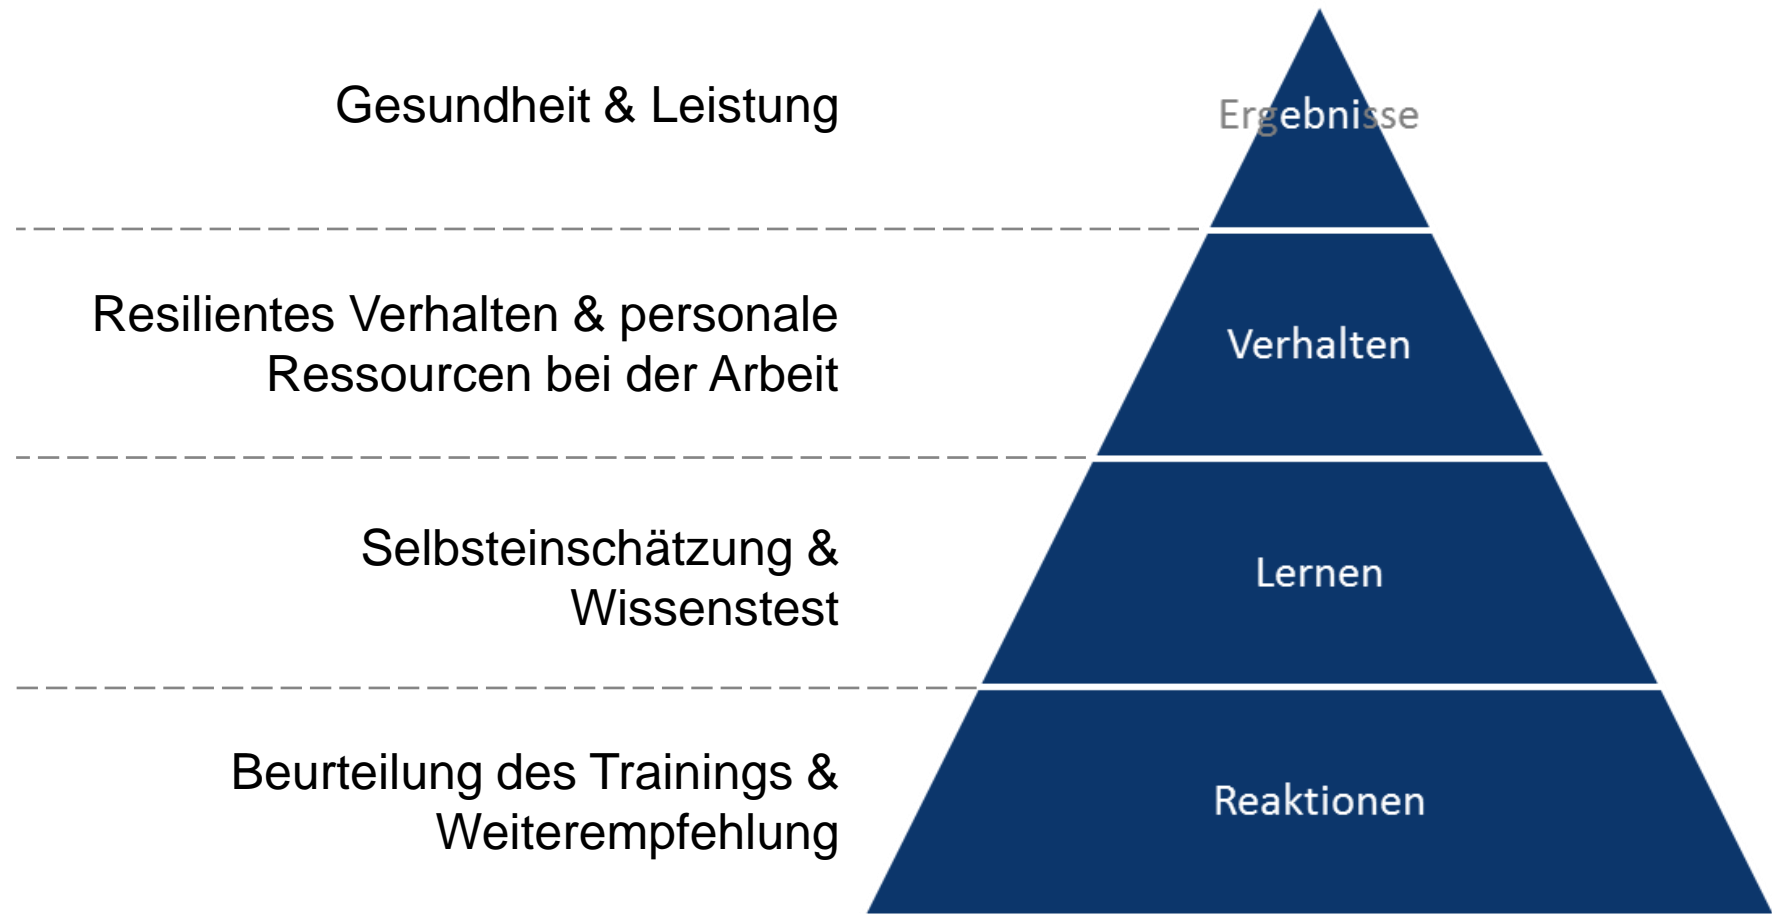 Gesundheit & Leistung
Ergebnisse
Resilientes Verhalten & personale
Ressourcen bei der Arbeit
Verhalten
Selbsteinschätzung &
Wissenstest
Lernen
Beurteilung des Trainings &
Weiterempfehlung
Reaktionen